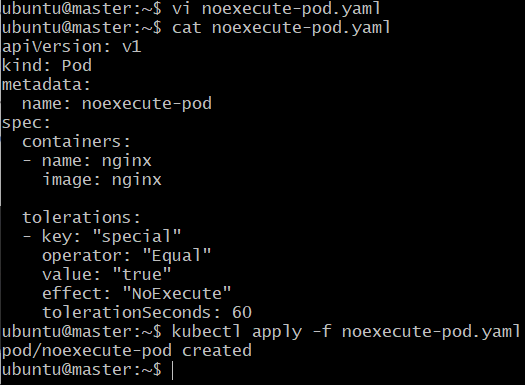 ubuntu@master:~$ vi noexecute-pod.yaml
ubuntu@master:~$ cat noexecute-pod.yaml
apiVersion: v1
kind: Pod
metadata:
  name: noexecute-pod
spec:
  containers:
  - name: nginx
    image: nginx

  tolerations:
  - key: "special"
    operator: "Equal"
    value: "true"
    effect: "NoExecute"
    tolerationSeconds: 60
ubuntu@master:~$ kubectl apply -f noexecute-pod.yaml
pod/noexecute-pod created
ubuntu@master:~$